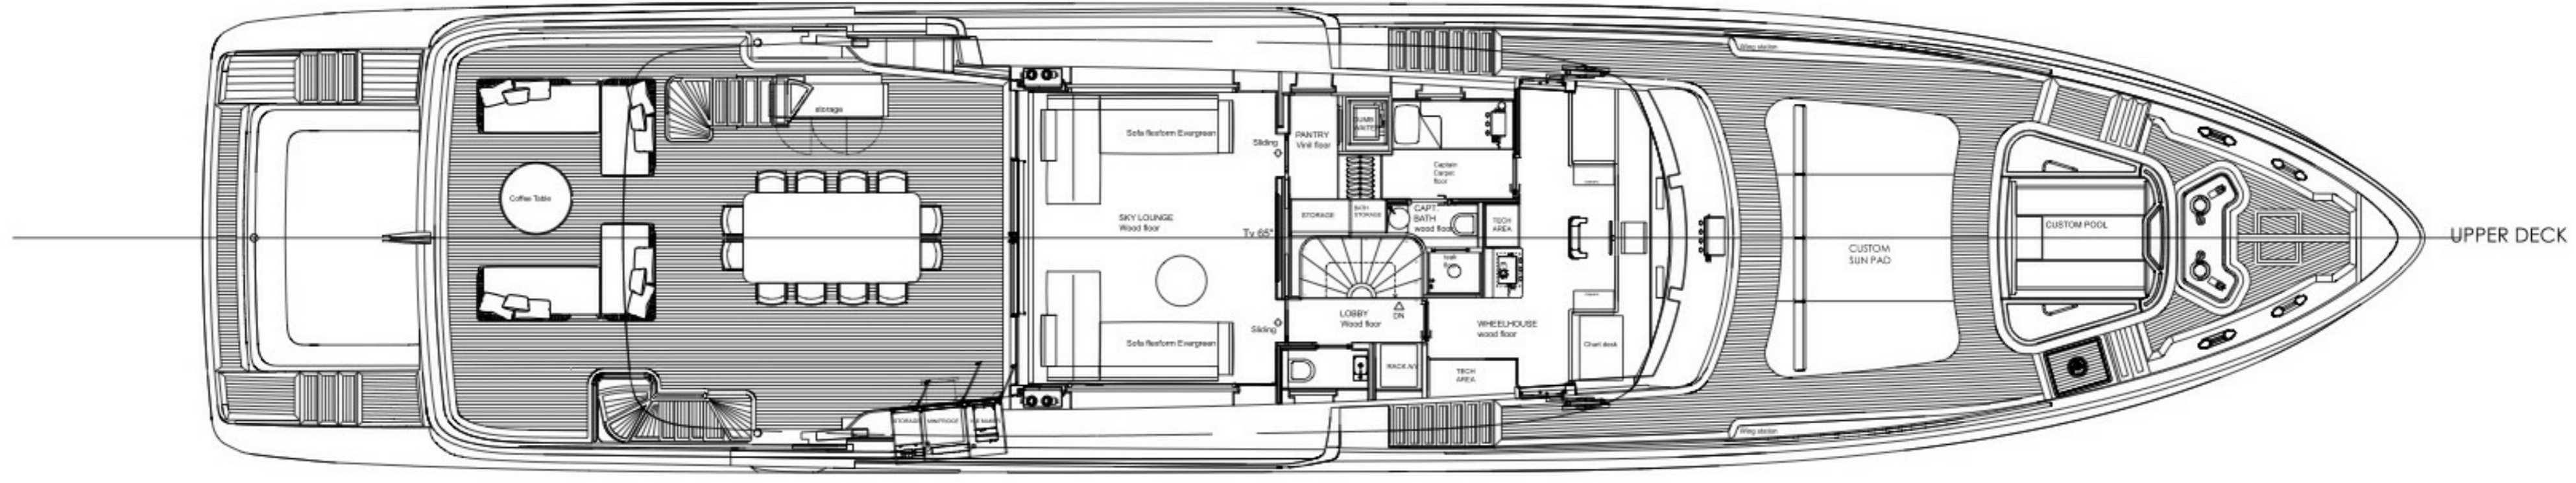 Wing station
storage
DUMB
WAITER
Sofa flexform Evergreen
PANTRY
Vinil floor
Sliding
Captain
Carpet
floor
Coffee Table
SKY LOUNGE
Wood floor
STORAGE
BATH
STORAGE
CAPT.
BATH
wood floor
TECH
AREA
CUSTOM POOL
Tv 65"
UPPER DECK
CUSTOM
SUN PAD
LOBBY
Wood floor
DN
WHEELHOUSE
wood floor
Sliding
Sofa flexform Evergreen
Chart desk
RACK A/V
TECH
AREA
STORAGE
MINIFRIDGE
Wing station